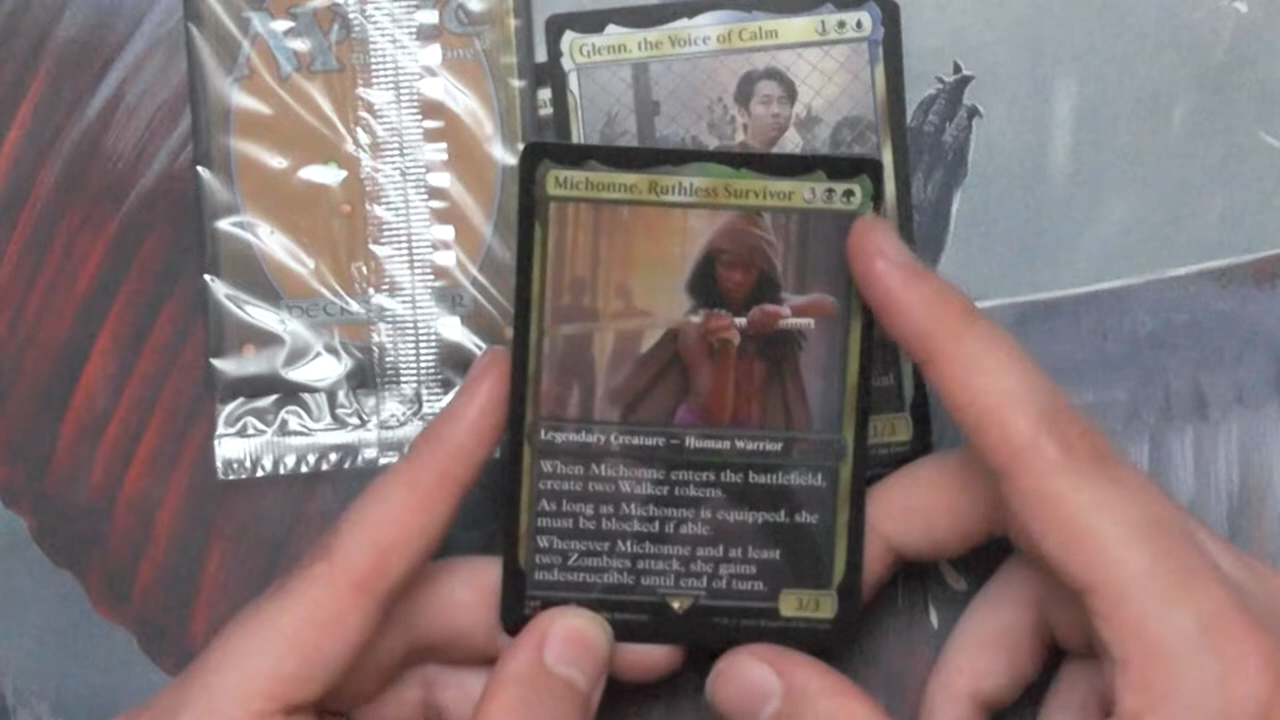 Glenn, the Voice of Calm 1
Michonne, Ruthless Survivor 3
Legendary Creature — Human Warrior
When Michonne enters the battlefield,
create two Walker tokens.
As long as Michonne is equipped, she
must be blocked if able.
Whenever Michonne and at least
two Zombies attack, she gains
indestructible until end of turn.
3/3
1/3